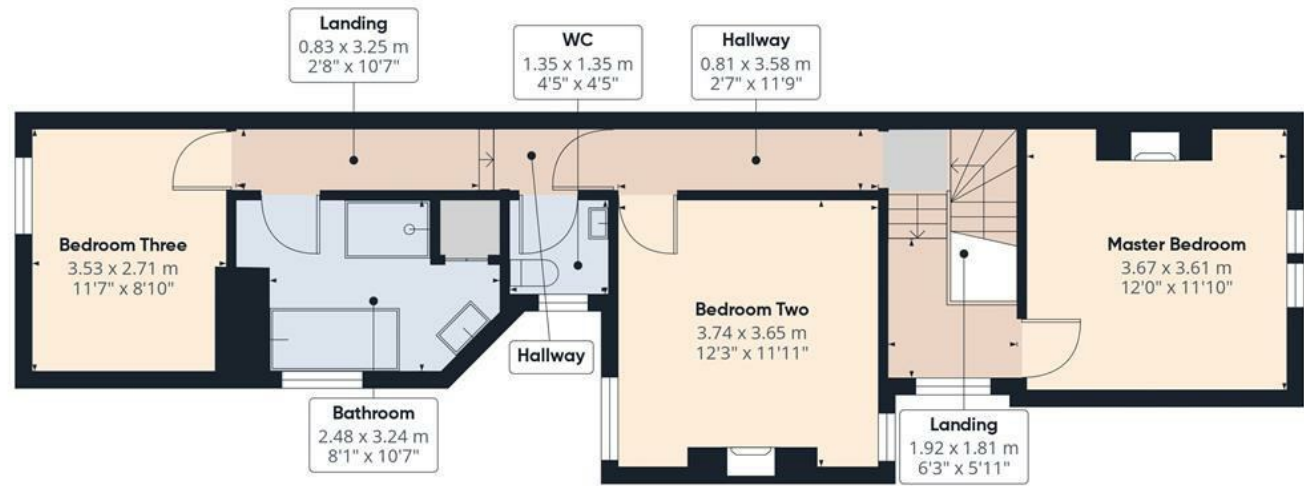 Landing
0.83 x 3.25 m
2'8" x 10'7"
WC
1.35 x 1.35 m
4'5" x 4'5"
Hallway
0.81 x 3.58 m
2'7" x 11'9"
Bedroom Three
3.53 x 2.71 m
11'7" x 8'10"
Master Bedroom
3.67 x 3.61 m
12'0" x 11'10"
Bedroom Two
3.74 x 3.65 m
12'3" x 11'11"
Hallway
Bathroom
2.48 x 3.24 m
8'1" x 10'7"
Landing
1.92 x 1.81 m
6'3" x 5'11"